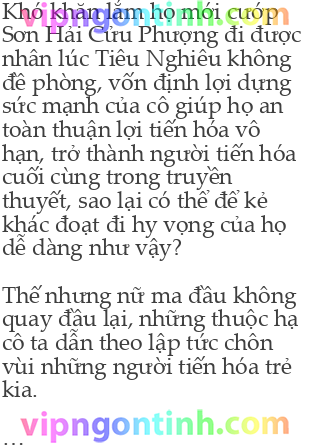 vipngontinh.com
Khó khăn lắm họ mới cướp
Sơn Hải Cửu Phượng đi được
nhân lúc Tiêu Nghiêu không
đề phòng, vốn định lợi dụng
sức mạnh của cô giúp họ an
toàn thuận lợi tiến hóa vô
hạn, trở thành người tiến hóa
cuối cùng trong truyền
thuyết, sao lại có thể để kẻ
khác đoạt đi hy vọng của họ
dễ dàng như vậy?
Thế nhưng nữ ma đầu không
quay đầu lại, những thuộc hạ
cô ta dẫn theo lập tức chôn
vùi những người tiến hóa trẻ
kia.
vipngontinh.com
...